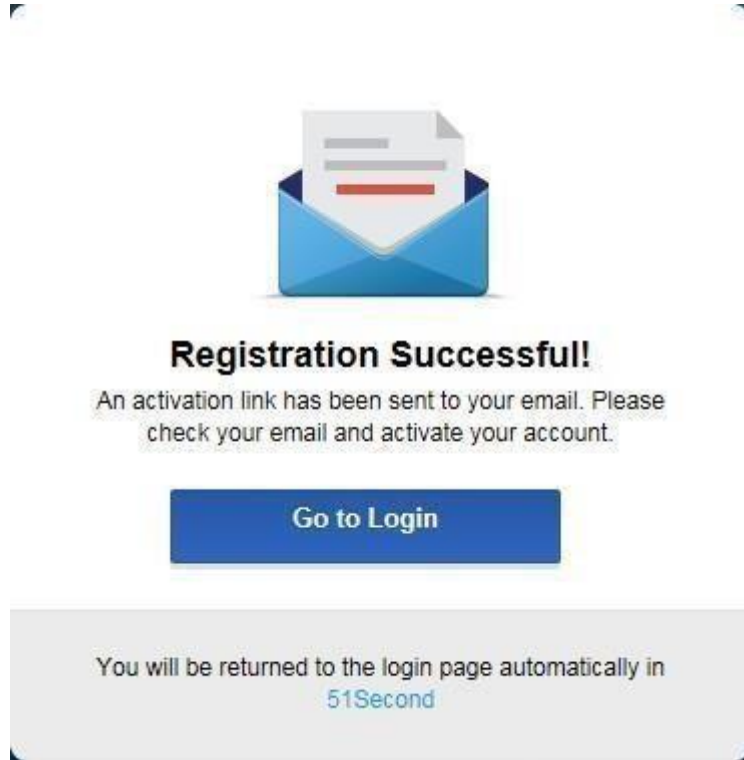 Registration Successful!
An activation link has been sent to your email. Please
check your email and activate your account.
Go to Login
You will be returned to the login page automatically in
51Second